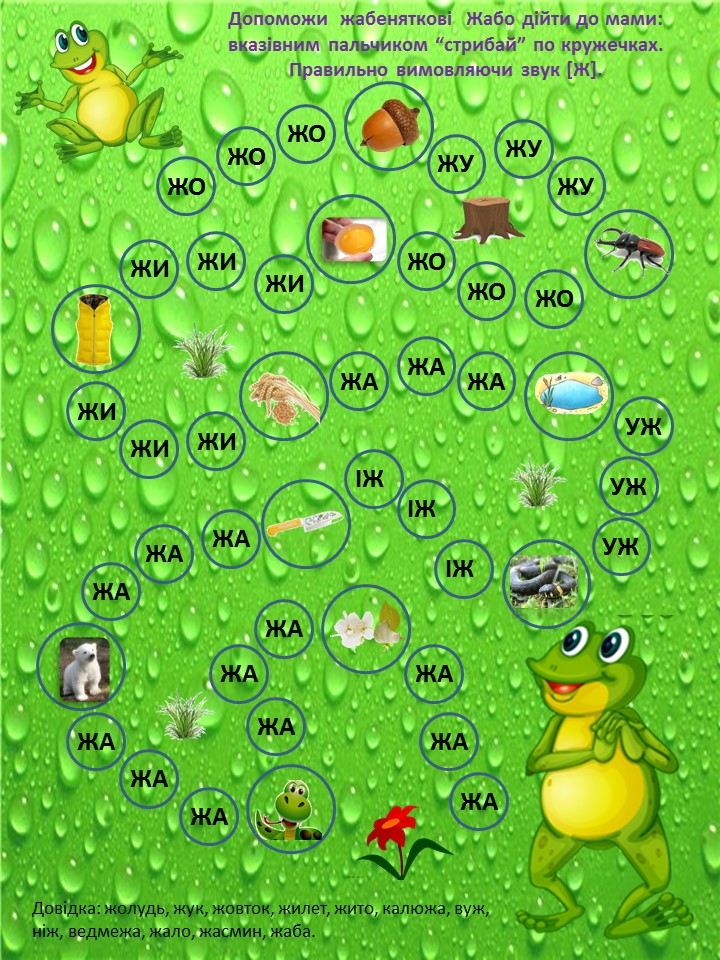 Допоможи жабеняткові Жабо дійти до мами:
вказівним пальчиком “стрибай” по кружечках.
Правильно вимовляючи звук [Ж].
ЖО
ЖО
ЖО
ЖУ
ЖУ
ЖУ
ЖО
ЖО
ЖО
ЖИ
ЖИ
ЖИ
ЖИ
ЖИ
ЖИ
ЖА
ЖА
ЖА
УЖ
УЖ
УЖ
ІЖ
ІЖ
ІЖ
ЖА
ЖА
ЖА
ЖА
ЖА
ЖА
ЖА
ЖА
ЖА
ЖА
ЖА
ЖА
Довідка: жолудь, жук, жовток, жилет, жито, калюжа, вуж,
ніж, ведмежа, жало, жасмин, жаба.